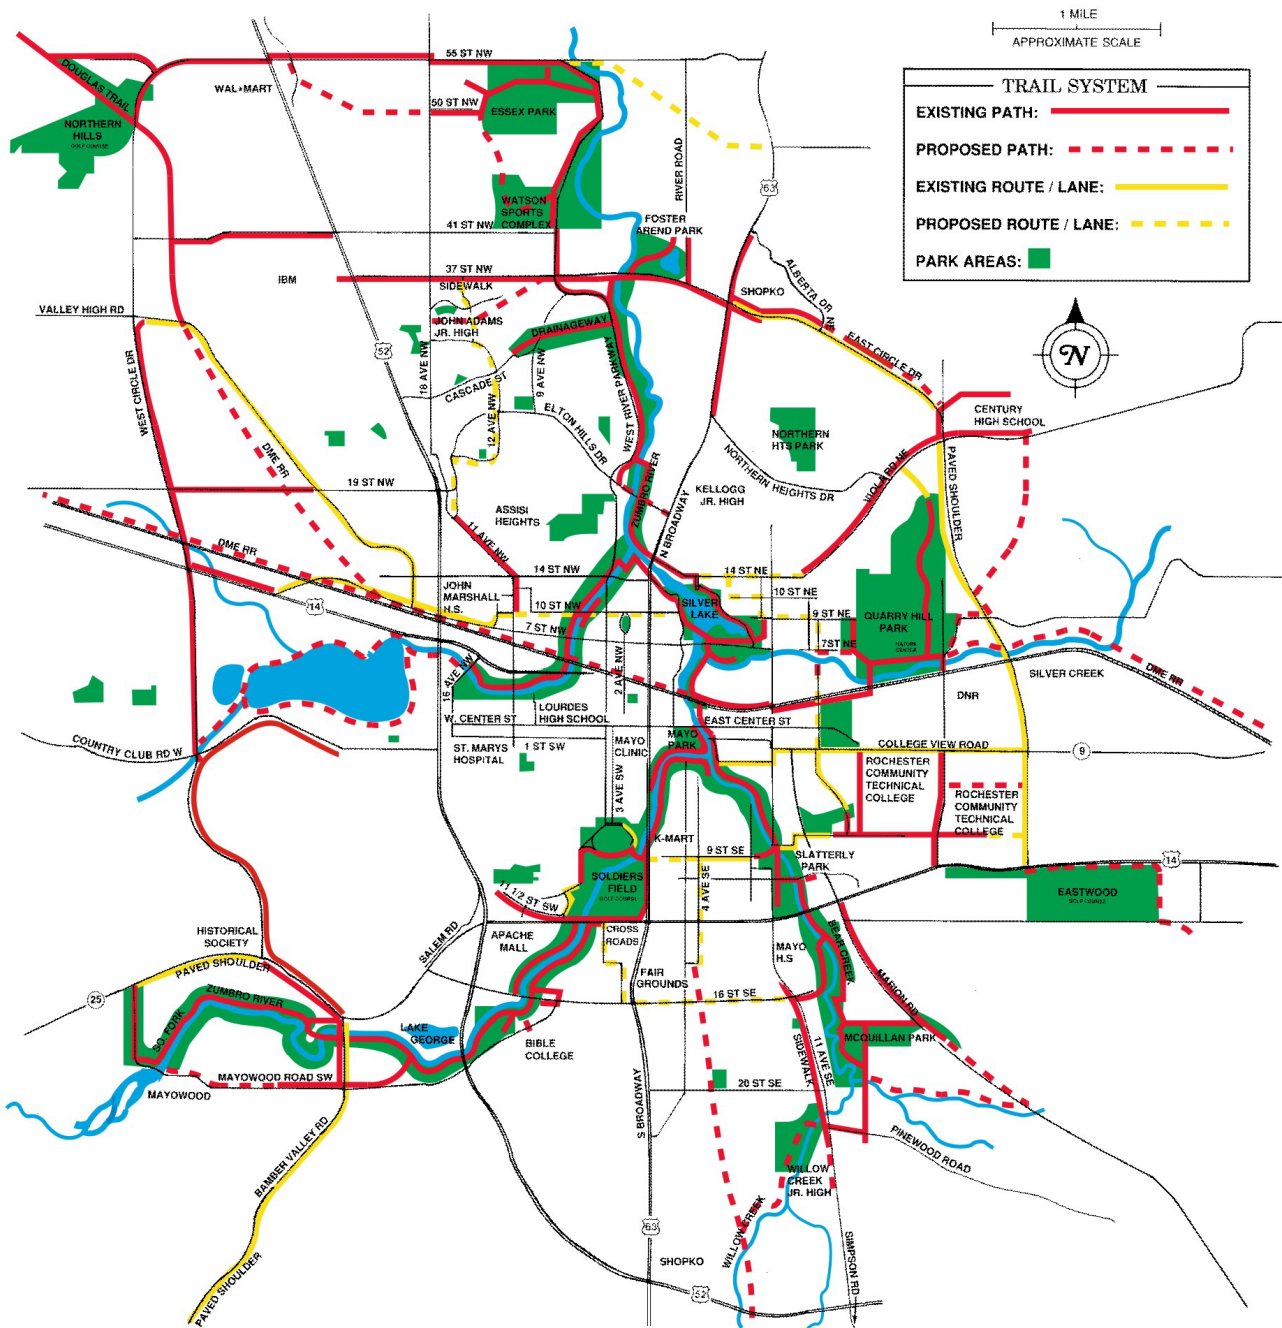 1 MILE
APPROXIMATE SCALE
TRAIL SYSTEM
EXISTING PATH:
PROPOSED PATH:
EXISTING ROUTE / LANE:
PROPOSED ROUTE / LANE:
PARK AREAS:
N
55 ST NW
DOUGLAS TRAIL
WAL★MART
50 ST NW
ESSEX PARK
NORTHERN
HILLS
GOLF COURSE
RIVER ROAD
63
WATSON
SPORTS
COMPLEX
41 ST NW
FOSTER
AREND PARK
37 ST NW
SIDEWALK
IBM
SHOPKO
ALBERTA DR NE
VALLEY HIGH RD
JOHN ADAMS
JR. HIGH
DRAINAGEWAY
EAST CIRCLE DR
52
18 AVE NW
CASCADE ST
9 AVE NW
WEST RIVER PARKWAY
WEST CIRCLE DR
12 AVE NW
ELTON HILLS DR
CENTURY
HIGH SCHOOL
NORTHERN
HTS PARK
DME RR
NORTHERN HEIGHTS DR
VIOLA RD NE
PAVED SHOULDER
19 ST NW
ZUMBRO RIVER
KELLOGG
JR. HIGH
N BROADWAY
ASSISI
HEIGHTS
11 AVE NW
DME RR
14 ST NW
14 ST NE
JOHN
MARSHALL
H.S.
10 ST NW
SILVER
LAKE
10 ST NE
9 ST NE
QUARRY HILL
PARK
NATURE
CENTER
14
7 ST NW
7 ST NE
2 AVE NW
16 AVE NW
SILVER CREEK
DME RR
DNR
LOURDES
HIGH SCHOOL
W. CENTER ST
EAST CENTER ST
MAYO
PARK
MAYO
CLINIC
COUNTRY CLUB RD W
ST. MARYS
HOSPITAL
1 ST SW
COLLEGE VIEW ROAD
9
3 AVE SW
ROCHESTER
COMMUNITY
TECHNICAL
COLLEGE
ROCHESTER
COMMUNITY
TECHNICAL
COLLEGE
K-MART
9 ST SE
SLATTERLY
PARK
14
SOLDIERS
FIELD
GOLF COURSE
4 AVE SE
EASTWOOD
GOLF COURSE
11 1/2 ST SW
HISTORICAL
SOCIETY
SALEM RD
APACHE
MALL
CROSS
ROADS
MAYO
H.S
BEAR CREEK
PAVED SHOULDER
FAIR
GROUNDS
MARION RD
25
ZUMBRO RIVER
16 ST SE
SO. FORK
LAKE
GEORGE
BIBLE
COLLEGE
SIDEWALK
11 AVE SE
MCQUILLAN PARK
MAYOWOOD ROAD SW
MAYOWOOD
20 ST SE
S BROADWAY
BAMBER VALLEY RD
PINEWOOD ROAD
WILLOW
CREEK
JR. HIGH
WILLOW CREEK
63
SHOPKO
SIMPSON RD
52
PAVED SHOULDER